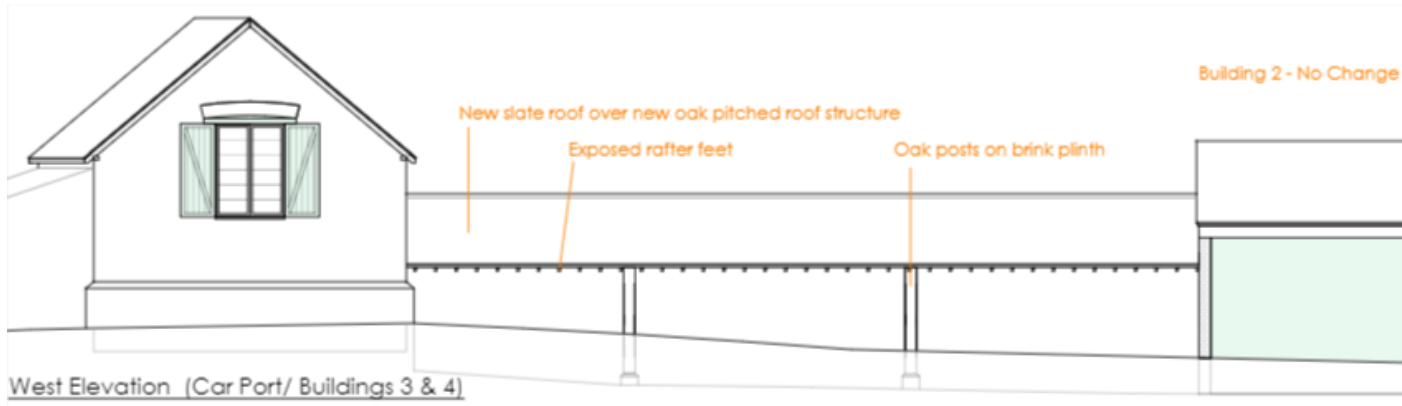 Building 2 - No Change
New slate roof over new oak pitched roof structure
Exposed rafter feet
Oak posts on brink plinth
West Elevation (Car Port/ Buildings 3 & 4)